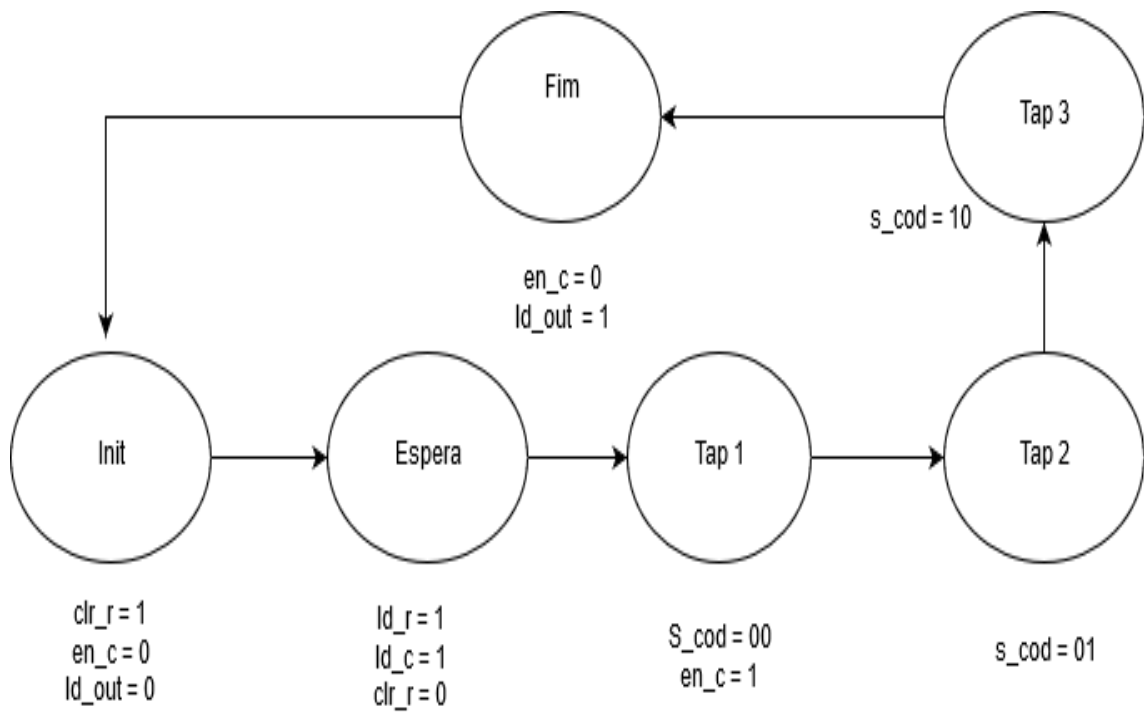 Fim
Tap 3
s_cod = 10
en_c = 0
ld_out = 1
Init
Espera
Tap 1
Tap 2
clr_r = 1
en_c = 0
ld_out = 0
ld_r = 1
ld_c = 1
clr_r = 0
S_cod = 00
en_c = 1
s_cod = 01